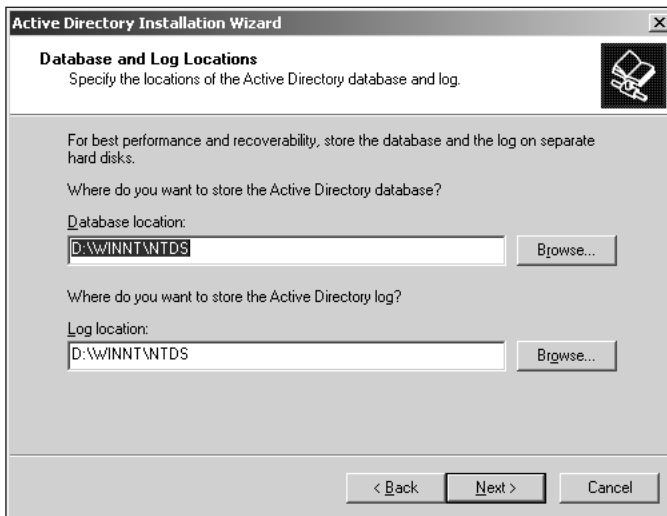 Active Directory Installation Wizard
Database and Log Locations
Specify the locations of the Active Directory database and log.
For best performance and recoverability, store the database and the log on separate
hard disks.
Where do you want to store the Active Directory database?
Database location:
D:\WINNT\NTDS
Browse...
Where do you want to store the Active Directory log?
Log location:
D:\WINNT\NTDS
Browse...
< Back
Next >
Cancel